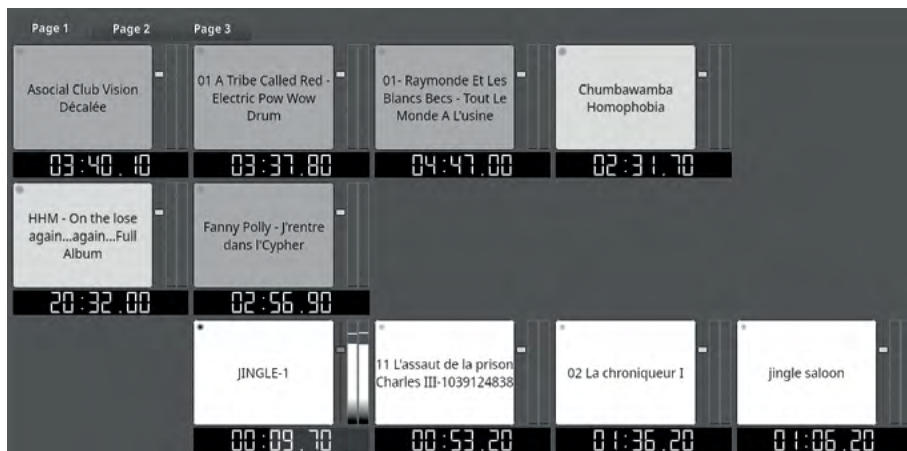 Page 1 Page 2 Page 3
Asocial Club Vision
Décalée
01 A Tribe Called Red -
Electric Pow Wow
Drum
01- Raymonde Et Les
Blancs Becs - Tout Le
Monde A L'usine
Chumbawamba
Homophobia
03:40.10
03:37.80
04:47.00
02:31.70
HHM - On the lose
again...again...Full
Album
Fanny Polly - J'rentre
dans l'Cypher
20:32.00
02:56.90
JINGLE-1
11 L'assaut de la prison
Charles III-1039124838
02 La chroniqueur I
jingle saloon
00:09.70
00:53.20
01:36.20
01:06.20